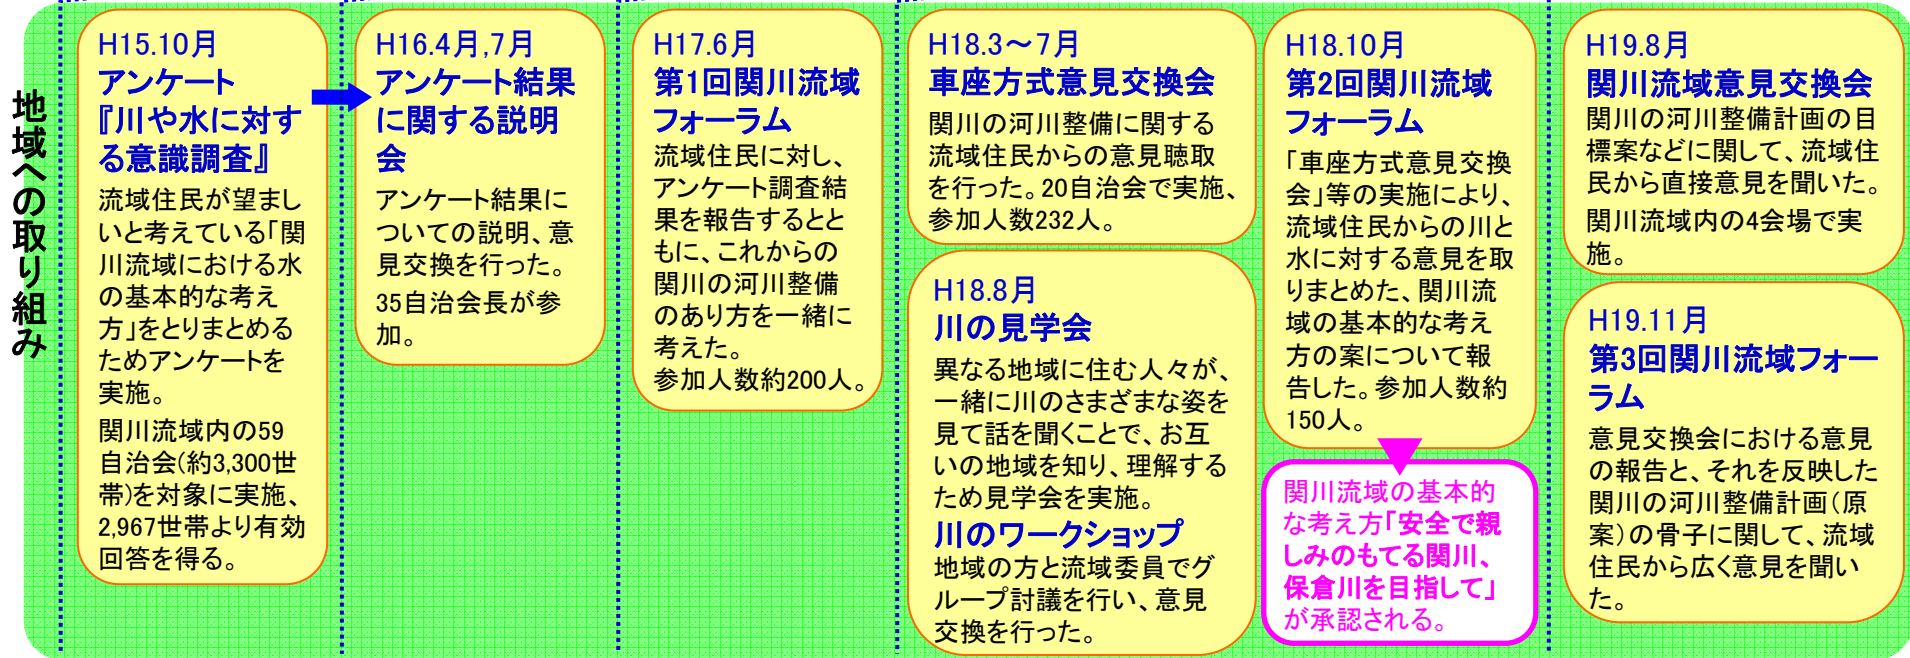 地域への取り組み
H15.10月
アンケート
『川や水に対す
る意識調査』
流域住民が望まし
いと考えている「関
川流域における水
の基本的な考え
方」をとりまとめる
ためアンケートを
実施。
関川流域内の59
自治会(約3,300世
帯)を対象に実施、
2,967世帯より有効
回答を得る。
H16.4月,7月
アンケート結果
に関する説明
会
アンケート結果に
ついての説明、意
見交換を行った。
35自治会長が参
加。
H17.6月
第1回関川流域
フォーラム
流域住民に対し、
アンケート調査結
果を報告するとと
もに、これからの
関川の河川整備
のあり方を一緒に
考えた。
参加人数約200人。
H18.3～7月
車座方式意見交換会
関川の河川整備に関する
流域住民からの意見聴取
を行った。20自治会で実施、
参加人数232人。
H18.8月
川の見学会
異なる地域に住む人々が、
一緒に川のさまざまな姿を
見て話を聞くことで、お互
いの地域を知り、理解する
ため見学会を実施。
川のワークショップ
地域の方と流域委員でグ
ループ討議を行い、意見
交換を行った。
H18.10月
第2回関川流域
フォーラム
「車座方式意見交換
会」等の実施により、
流域住民からの川と
水に対する意見を取
りまとめた、関川流
域の基本的な考え
方の案について報
告した。参加人数約
150人。
関川流域の基本的
な考え方「安全で親
しみのもてる関川、
保倉川を目指して」
が承認される。
H19.8月
関川流域意見交換会
関川の河川整備計画の目
標案などに関して、流域住
民から直接意見を聞いた。
関川流域内の4会場で実
施。
H19.11月
第3回関川流域フォー
ラム
意見交換会における意見
の報告と、それを反映した
関川の河川整備計画(原
案)の骨子に関して、流域
住民から広く意見を聞い
た。